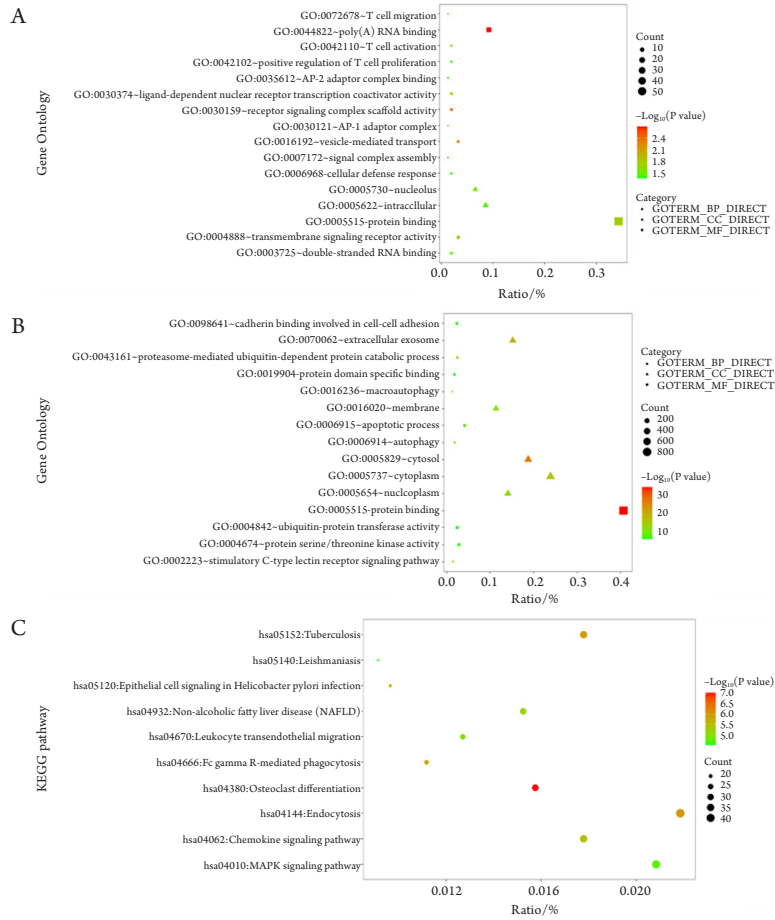 A
Gene Ontology
GO:0072678~T cell migration
GO:0044822~poly(A) RNA binding
GO:0042110~T cell activation
GO:0042102~positive regulation of T cell proliferation
GO:0035612~AP-2 adaptor complex binding
GO:0030374~ligand-dependent nuclear receptor transcription coactivator activity
GO:0030159~receptor signaling complex scaffold activity
GO:0030121~AP-1 adaptor complex
GO:0016192~vesicle-mediated transport
GO:0007172~signal complex assembly
GO:0006968-cellular defense response
GO:0005730~nucleolus
GO:0005622~intraccllular
GO:0005515-protein binding
GO:0004888~transmembrane signaling receptor activity
GO:0003725~double-stranded RNA binding
0.0 0.1 0.2 0.3
Ratio/%
Count
10
20
30
40
50
−Log10(P value)
2.4
2.1
1.8
1.5
Category
GOTERM_BP_DIRECT
GOTERM_CC_DIRECT
GOTERM_MF_DIRECT
B
Gene Ontology
GO:0098641~cadherin binding involved in cell-cell adhesion
GO:0070062~extracellular exosome
GO:0043161~proteasome-mediated ubiquitin-dependent protein catabolic process
GO:0019904-protein domain specific binding
GO:0016236~macroautophagy
GO:0016020~membrane
GO:0006915~apoptotic process
GO:0006914~autophagy
GO:0005829~cytosol
GO:0005737~cytoplasm
GO:0005654~nuclcoplasm
GO:0005515-protein binding
GO:0004842~ubiquitin-protein transferase activity
GO:0004674~protein serine/threonine kinase activity
GO:0002223~stimulatory C-type lectin receptor signaling pathway
0.0 0.1 0.2 0.3 0.4
Ratio/%
Category
GOTERM_BP_DIRECT
GOTERM_CC_DIRECT
GOTERM_MF_DIRECT
Count
200
400
600
800
−Log10(P value)
30
20
10
C
KEGG pathway
hsa05152:Tuberculosis
hsa05140:Leishmaniasis
hsa05120:Epithelial cell signaling in Helicobacter pylori infection
hsa04932:Non-alcoholic fatty liver disease (NAFLD)
hsa04670:Leukocyte transendothelial migration
hsa04666:Fc gamma R-mediated phagocytosis
hsa04380:Osteoclast differentiation
hsa04144:Endocytosis
hsa04062:Chemokine signaling pathway
hsa04010:MAPK signaling pathway
0.012 0.016 0.020
Ratio/%
−Log10(P value)
7.0
6.5
6.0
5.5
5.0
Count
20
25
30
35
40